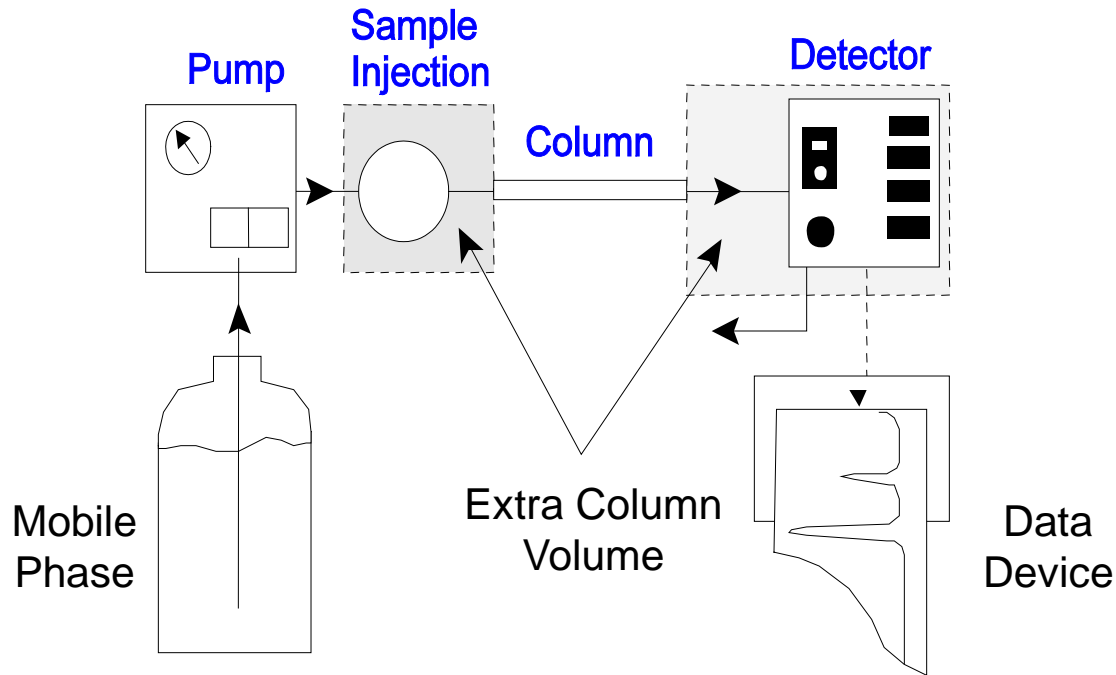 Sample
Injection
Pump
Detector
Column
Mobile
Phase
Extra Column
Volume
Data
Device